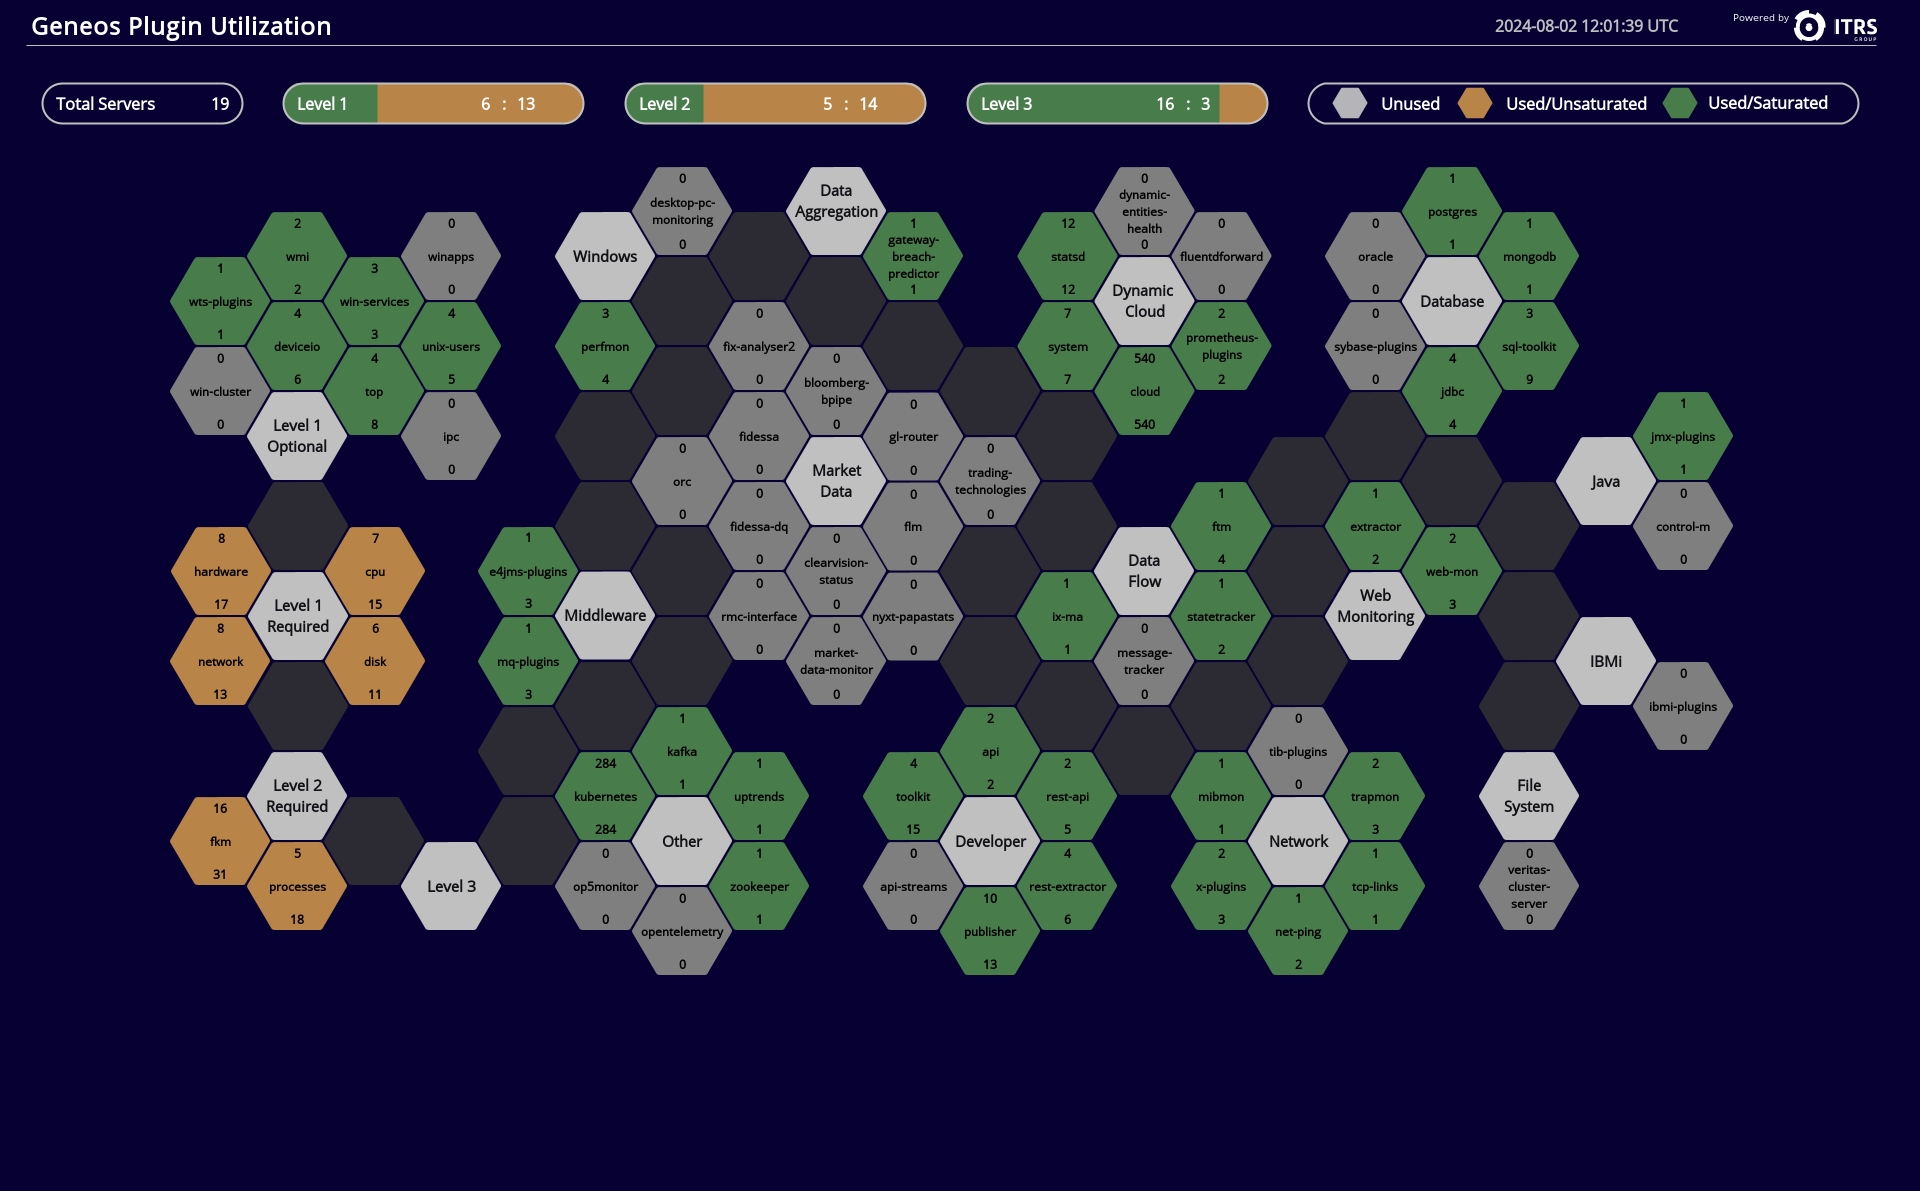 Geneos Plugin Utilization
2024-08-02 12:01:39 UTC
Powered by
ITRS
GROUP
Total Servers 19
Level 1 6 : 13
Level 2 5 : 14
Level 3 16 : 3
Unused
Used/Unsaturated
Used/Saturated
2
wmi
2
0
winapps
0
1
wts-plugins
1
3
win-services
3
4
deviceio
6
4
unix-users
5
0
win-cluster
0
4
top
8
Level 1
Optional
0
ipc
0
8
hardware
17
7
cpu
15
Level 1
Required
8
network
13
6
disk
11
Level 2
Required
16
fkm
31
5
processes
18
Level 3
Windows
0
desktop-pc-
monitoring
0
3
perfmon
4
Data
Aggregation
1
gateway-
breach-
predictor
1
0
fix-analyser2
0
0
bloomberg-
bpipe
0
0
fidessa
0
0
gl-router
0
0
orc
0
Market
Data
0
trading-
technologies
0
0
fidessa-dq
0
0
flm
0
0
clearvision-
status
0
0
rmc-interface
0
0
nyxt-papastats
0
0
market-
data-monitor
0
1
e4jms-plugins
3
Middleware
1
mq-plugins
3
0
dynamic-
entities-
health
0
12
statsd
12
0
fluentdforward
0
Dynamic
Cloud
7
system
7
2
prometheus-
plugins
2
540
cloud
540
1
postgres
1
0
oracle
0
1
mongodb
1
Database
0
sybase-plugins
0
3
sql-toolkit
9
4
jdbc
4
1
jmx-plugins
1
Java
0
control-m
0
1
ftm
4
Data
Flow
1
ix-ma
1
1
statetracker
2
0
message-
tracker
0
1
extractor
2
2
web-mon
3
Web
Monitoring
IBMi
0
ibmi-plugins
0
1
kafka
1
284
kubernetes
284
1
uptrends
1
Other
0
op5monitor
0
1
zookeeper
1
0
opentelemetry
0
2
api
2
4
toolkit
15
2
rest-api
5
Developer
0
api-streams
0
4
rest-extractor
6
10
publisher
13
0
tib-plugins
0
1
mibmon
1
2
trapmon
3
Network
2
x-plugins
3
1
tcp-links
1
1
net-ping
2
File
System
0
veritas-
cluster-
server
0